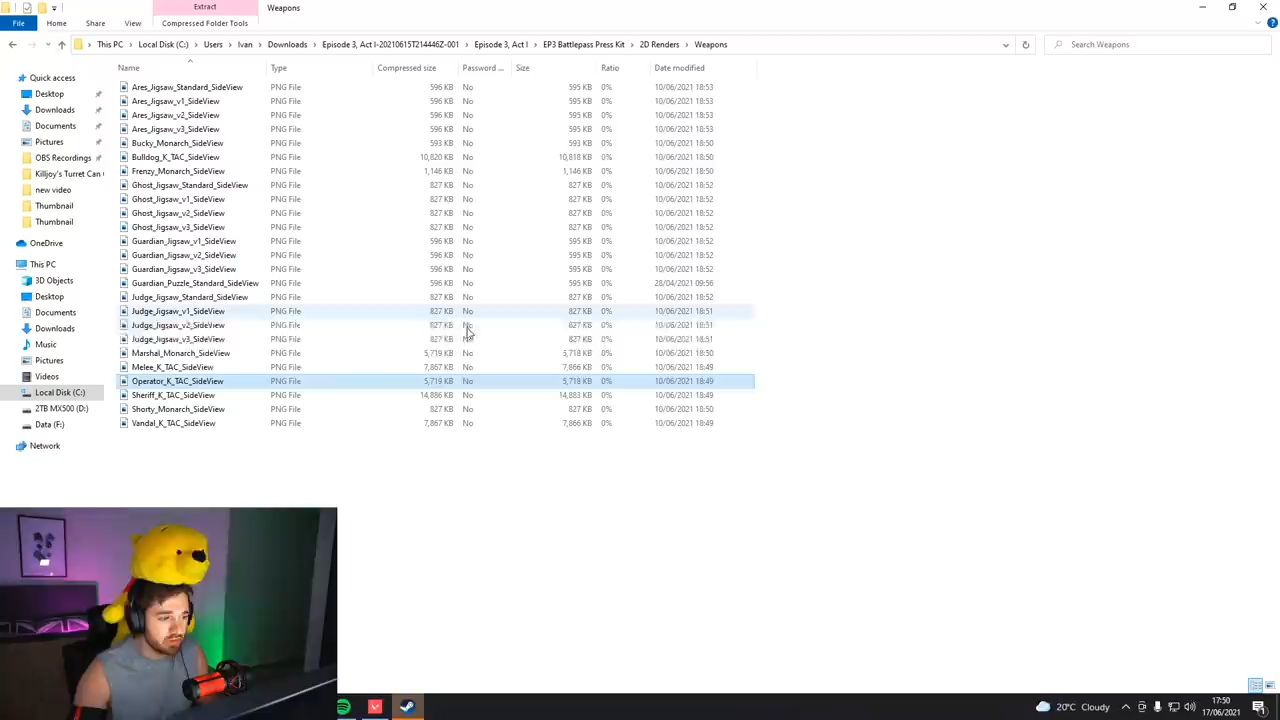 Extract Weapons
File Home Share View Compressed Folder Tools
This PC Local Disk (C:) Users Ivan Downloads Episode 3, Act I-20210615T214446Z-001 Episode 3, Act I EP3 Battlepass Press Kit 2D Renders Weapons Search Weapons
Name Type Compressed size Password ... Size Ratio Date modified
Quick access
Desktop
Downloads
Documents
Pictures
OBS Recordings
Killjoy's Turret Can
new video
Thumbnail
Thumbnail
OneDrive
This PC
3D Objects
Desktop
Documents
Downloads
Music
Pictures
Videos
Local Disk (C:)
2TB MX500 (D:)
Data (F:)
Network
Ares_Jigsaw_Standard_SideView PNG File 596 KB No 595 KB 0% 10/06/2021 18:53
Ares_Jigsaw_v1_SideView PNG File 596 KB No 595 KB 0% 10/06/2021 18:53
Ares_Jigsaw_v2_SideView PNG File 596 KB No 595 KB 0% 10/06/2021 18:53
Ares_Jigsaw_v3_SideView PNG File 596 KB No 595 KB 0% 10/06/2021 18:53
Bucky_Monarch_SideView PNG File 593 KB No 593 KB 0% 10/06/2021 18:50
Bulldog_K_TAC_SideView PNG File 10,820 KB No 10,818 KB 0% 10/06/2021 18:50
Frenzy_Monarch_SideView PNG File 1,146 KB No 1,146 KB 0% 10/06/2021 18:50
Ghost_Jigsaw_Standard_SideView PNG File 827 KB No 827 KB 0% 10/06/2021 18:52
Ghost_Jigsaw_v1_SideView PNG File 827 KB No 827 KB 0% 10/06/2021 18:52
Ghost_Jigsaw_v2_SideView PNG File 827 KB No 827 KB 0% 10/06/2021 18:52
Ghost_Jigsaw_v3_SideView PNG File 827 KB No 827 KB 0% 10/06/2021 18:52
Guardian_Jigsaw_v1_SideView PNG File 596 KB No 595 KB 0% 10/06/2021 18:52
Guardian_Jigsaw_v2_SideView PNG File 596 KB No 595 KB 0% 10/06/2021 18:52
Guardian_Jigsaw_v3_SideView PNG File 596 KB No 595 KB 0% 10/06/2021 18:52
Guardian_Puzzle_Standard_SideView PNG File 596 KB No 595 KB 0% 28/04/2021 09:56
Judge_Jigsaw_Standard_SideView PNG File 827 KB No 827 KB 0% 10/06/2021 18:52
Judge_Jigsaw_v1_SideView PNG File 827 KB No 827 KB 0% 10/06/2021 18:51
Judge_Jigsaw_v2_SideView PNG File 827 KB No 827 KB 0% 10/06/2021 18:51
Judge_Jigsaw_v3_SideView PNG File 827 KB No 827 KB 0% 10/06/2021 18:51
Marshal_Monarch_SideView PNG File 5,719 KB No 5,718 KB 0% 10/06/2021 18:50
Melee_K_TAC_SideView PNG File 7,867 KB No 7,866 KB 0% 10/06/2021 18:49
Operator_K_TAC_SideView PNG File 5,719 KB No 5,718 KB 0% 10/06/2021 18:49
Sheriff_K_TAC_SideView PNG File 14,886 KB No 14,883 KB 0% 10/06/2021 18:49
Shorty_Monarch_SideView PNG File 827 KB No 827 KB 0% 10/06/2021 18:50
Vandal_K_TAC_SideView PNG File 7,867 KB No 7,866 KB 0% 10/06/2021 18:49
20°C Cloudy 17:50
17/06/2021